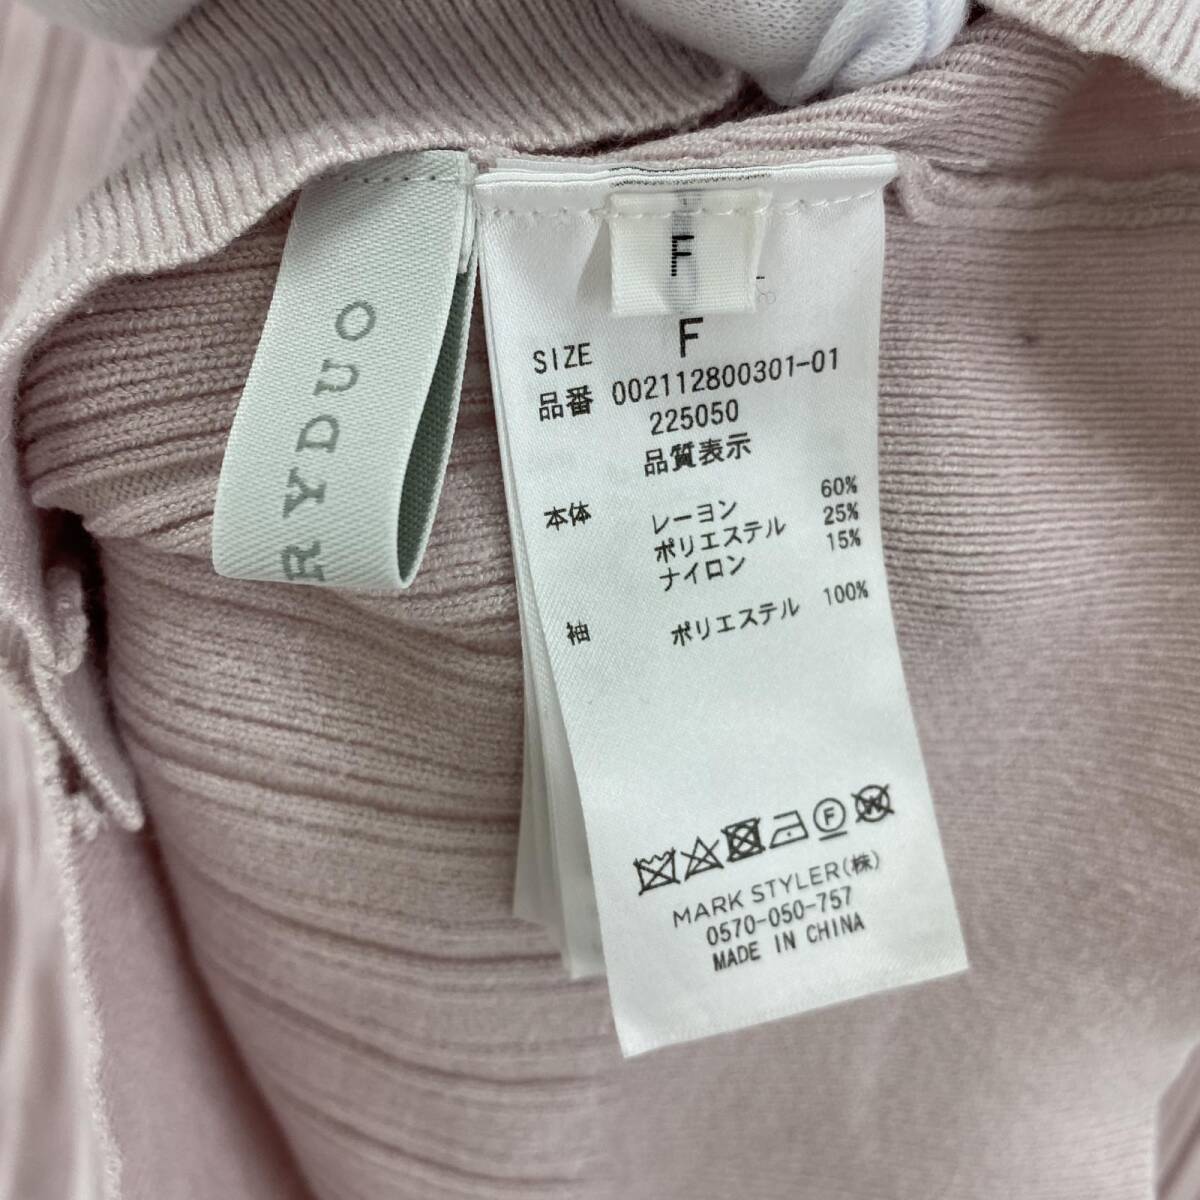 RYDUO
F
SIZE F
品番 002112800301-01
225050
品質表示
本体 レーヨン 60%
ポリエステル 25%
ナイロン 15%
袖 ポリエステル 100%
F
W
MARK STYLER(株)
0570-050-757
MADE IN CHINA